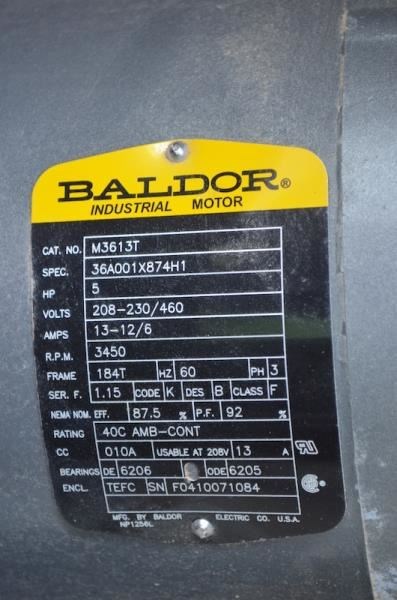 BALDOR®
INDUSTRIAL MOTOR
CAT. NO. M3613T
SPEC. 36A001X874H1
HP 5
VOLTS 208-230/460
AMPS 13-12/6
R.P.M. 3450
FRAME 184T HZ 60 PH 3
SER. F. 1.15 CODE K DES B CLASS F
NEMA NOM. EFF. 87.5 % P.F. 92 %
RATING 40C AMB-CONT
CC 010A USABLE AT 208V 13 A
BEARINGS DE 6206 ODE 6205
ENCL. TEFC SN F0410071084
MFG. BY BALDOR ELECTRIC CO. U.S.A.
NP1256L